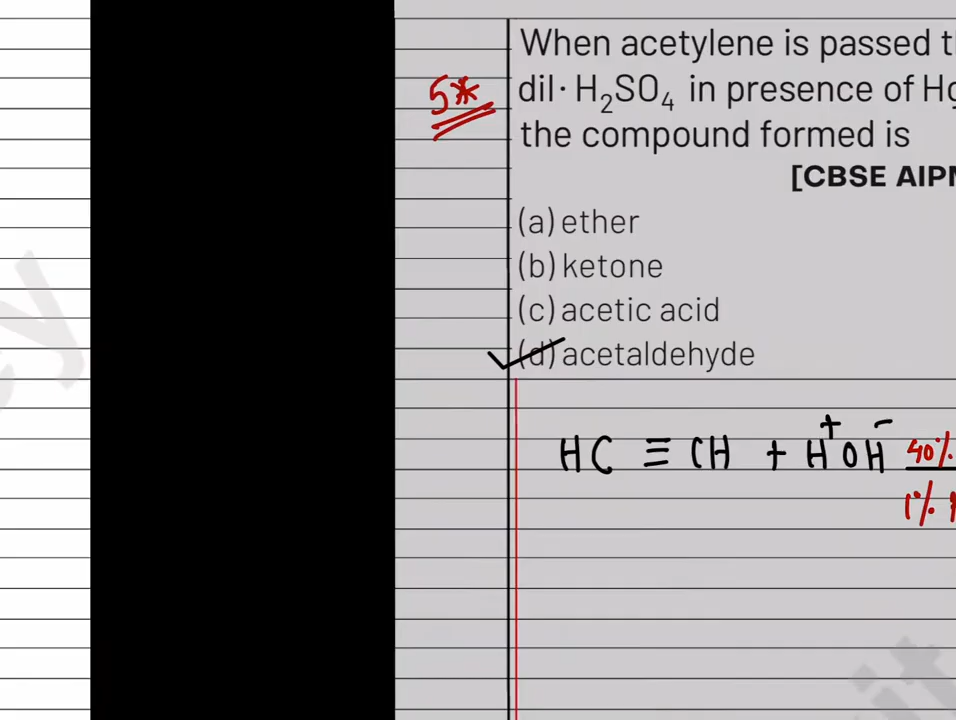 When acetylene is passed
5* dil· H₂SO₄ in presence of
the compound formed is
[CBSE
(a) ether
(b) ketone
(c) acetic acid
(d) acetaldehyde
HC ≡ CH + H⁺OH⁻ 40%
1%